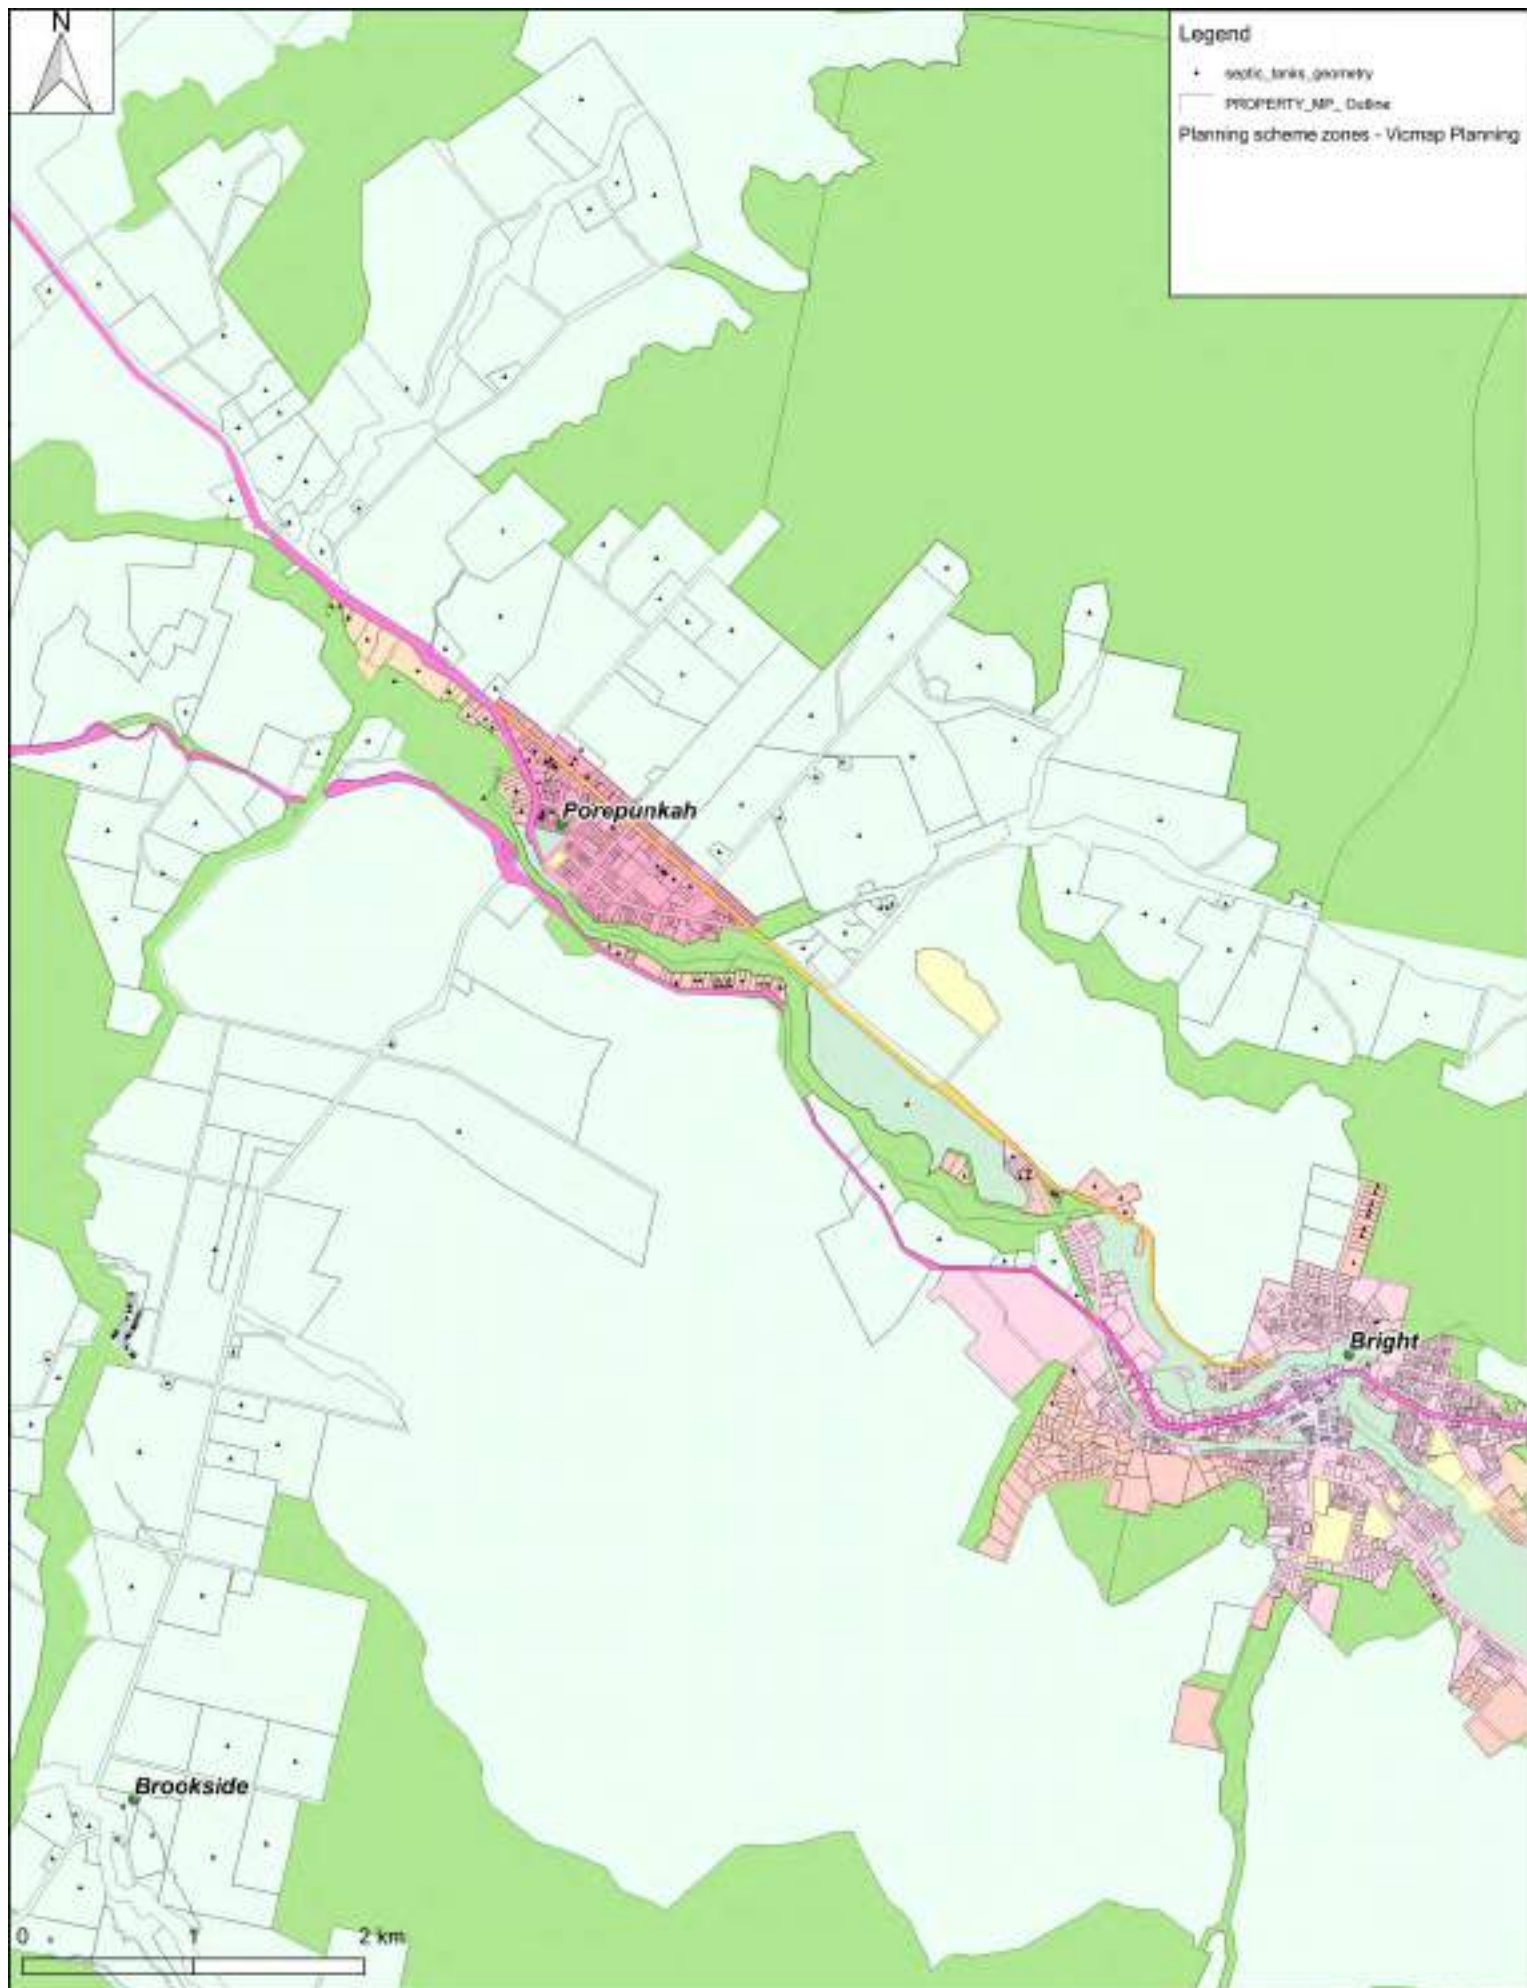 N
Legend
septic_tanks_geometry
PROPERTY_MP_ Outline
Planning scheme zones - Vicmap Planning
Porepunkah
Bright
Brookside
0 1 2 km